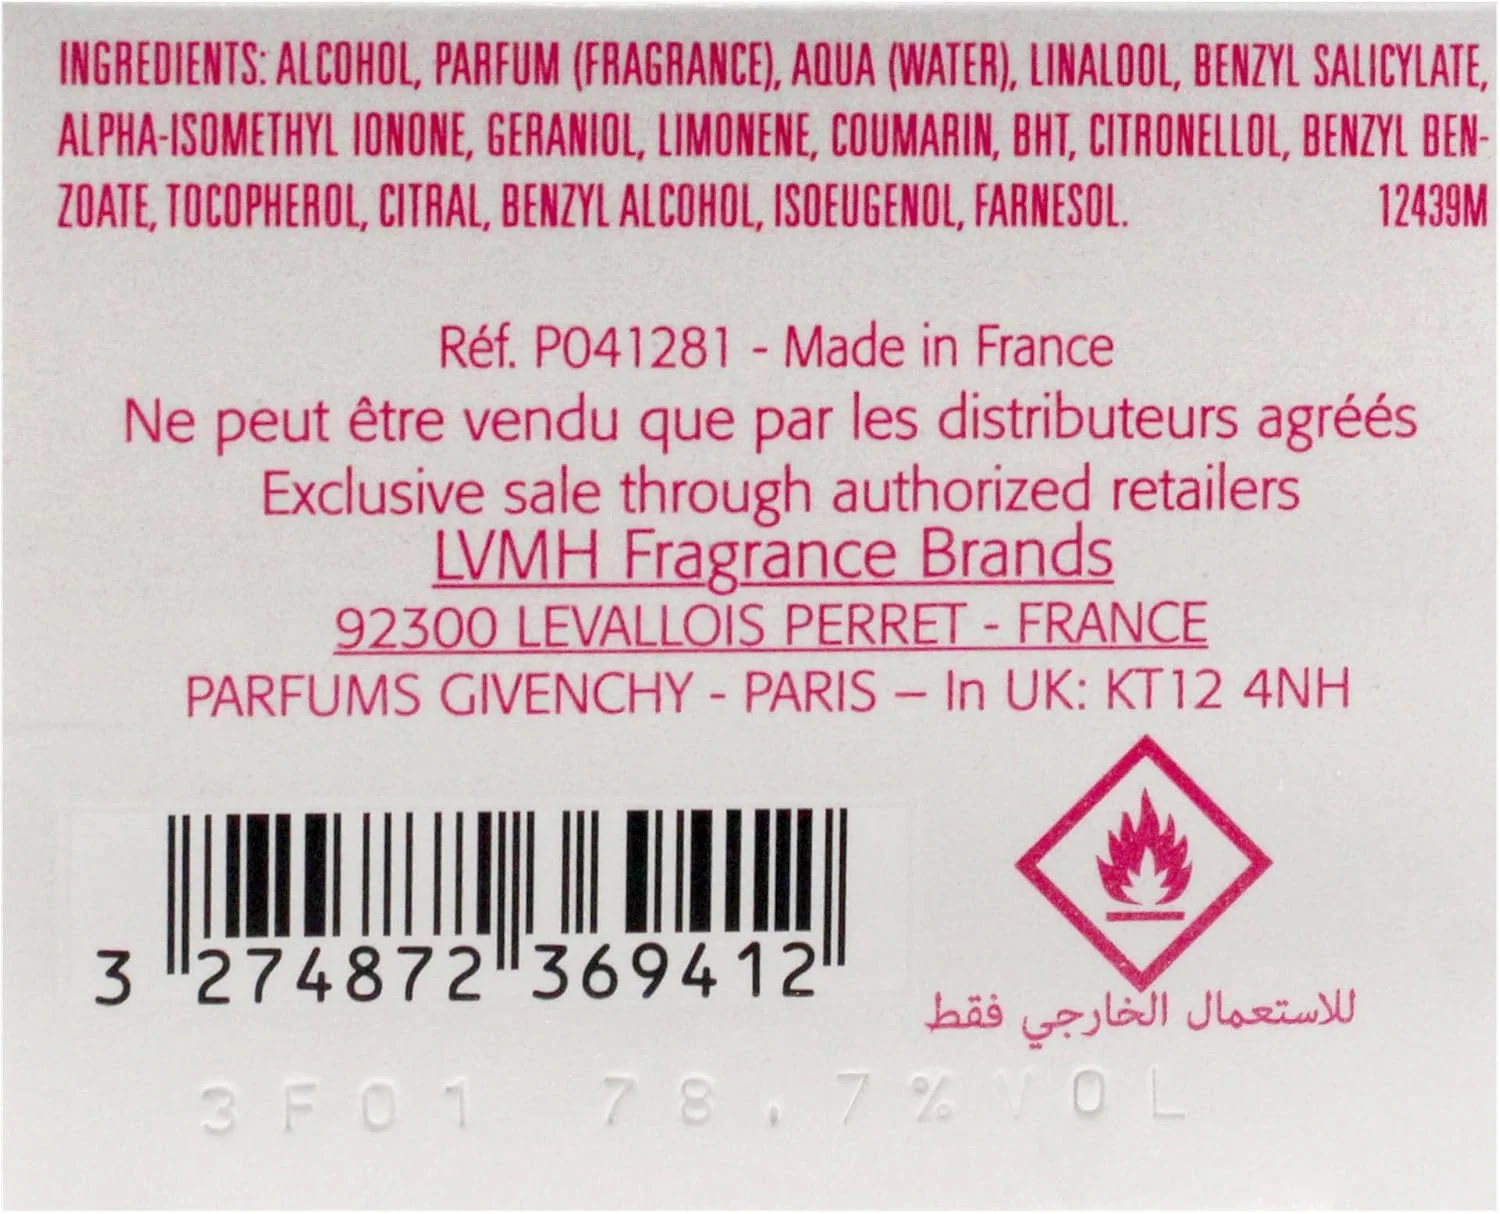 INGREDIENTS: ALCOHOL, PARFUM (FRAGRANCE), AQUA (WATER), LINALOOL, BENZYL SALICYLATE,
ALPHA-ISOMETHYL IONONE, GERANIOL, LIMONENE, COUMARIN, BHT, CITRONELLOL, BENZYL BEN-
ZOATE, TOCOPHEROL, CITRAL, BENZYL ALCOHOL, ISOEUGENOL, FARNESOL. 12439M
Réf. P041281 - Made in France
Ne peut être vendu que par les distributeurs agréés
Exclusive sale through authorized retailers
LVMH Fragrance Brands
92300 LEVALLOIS PERRET - FRANCE
PARFUMS GIVENCHY - PARIS – In UK: KT12 4NH
3 274872 369412
للاستعمال الخارجي فقط
3F01 78.7% VOL